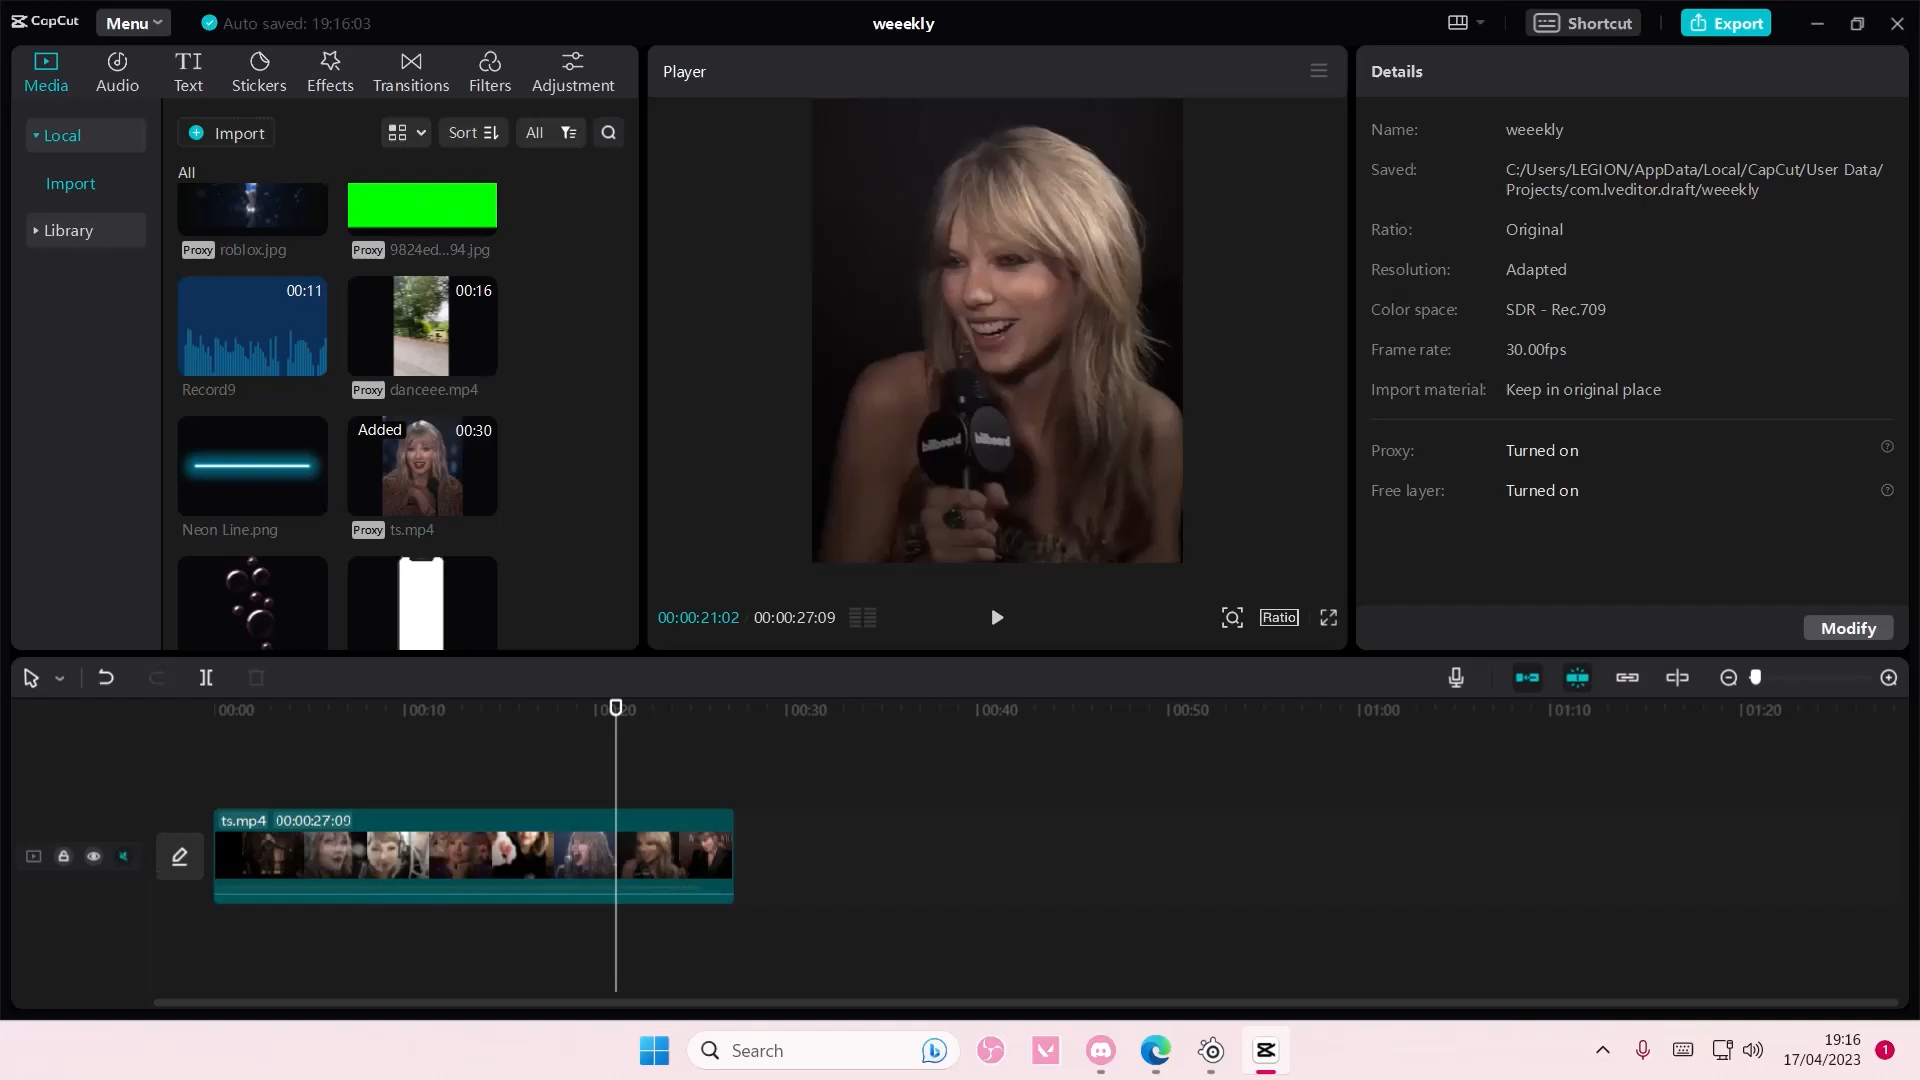 CapCut
Menu
Auto saved: 19:16:03
weeekly
Shortcut
Export
Media
Audio
TI
Text
Stickers
Effects
Transitions
Filters
Adjustment
Local
Import
Library
Import
Sort
All
All
Proxy roblox.jpg
Proxy 9824ed...94.jpg
00:11
Record9
00:16
Proxy danceee.mp4
Neon Line.png
Added 00:30
Proxy ts.mp4
Player
billboard billboard
00:00:21:02 00:00:27:09
Ratio
Details
Name: weeekly
Saved: C:/Users/LEGION/AppData/Local/CapCut/User Data/
Projects/com.lveditor.draft/weeekly
Ratio: Original
Resolution: Adapted
Color space: SDR - Rec.709
Frame rate: 30.00fps
Import material: Keep in original place
Proxy: Turned on
Free layer: Turned on
Modify
00:00 00:10 00:20 00:30 00:40 00:50 01:00 01:10 01:20
ts.mp4 00:00:27:09
Search
19:16
17/04/2023
1